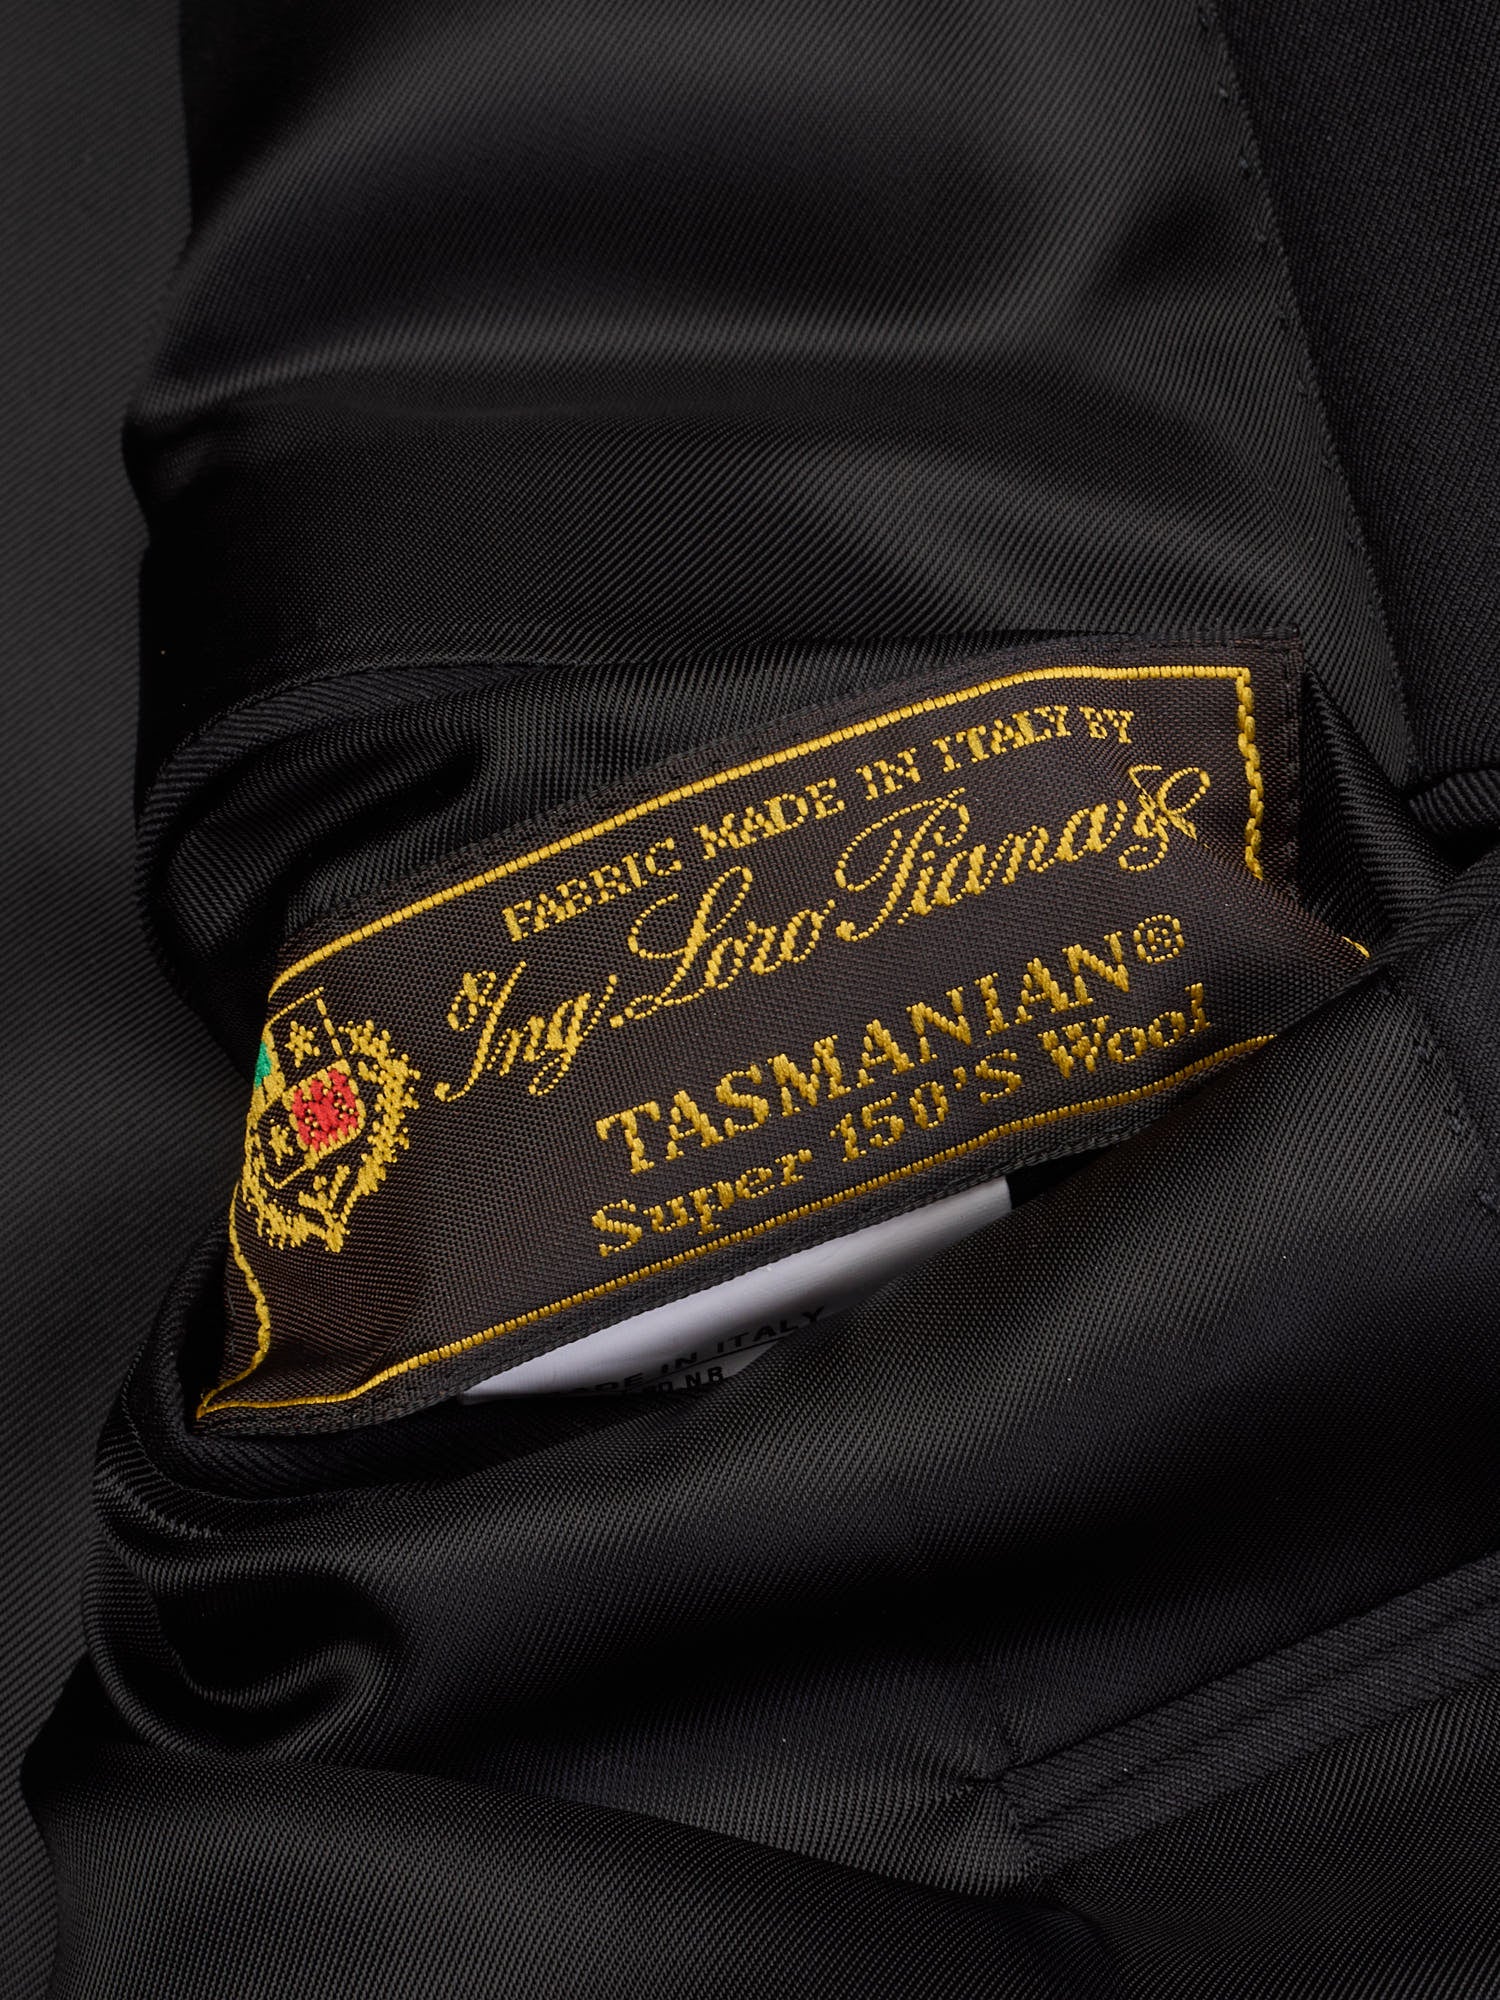 FABRIC MADE IN ITALY BY
Ing. Loro Piana & C
TASMANIAN®
Super 150'S Wool
MADE IN ITALY